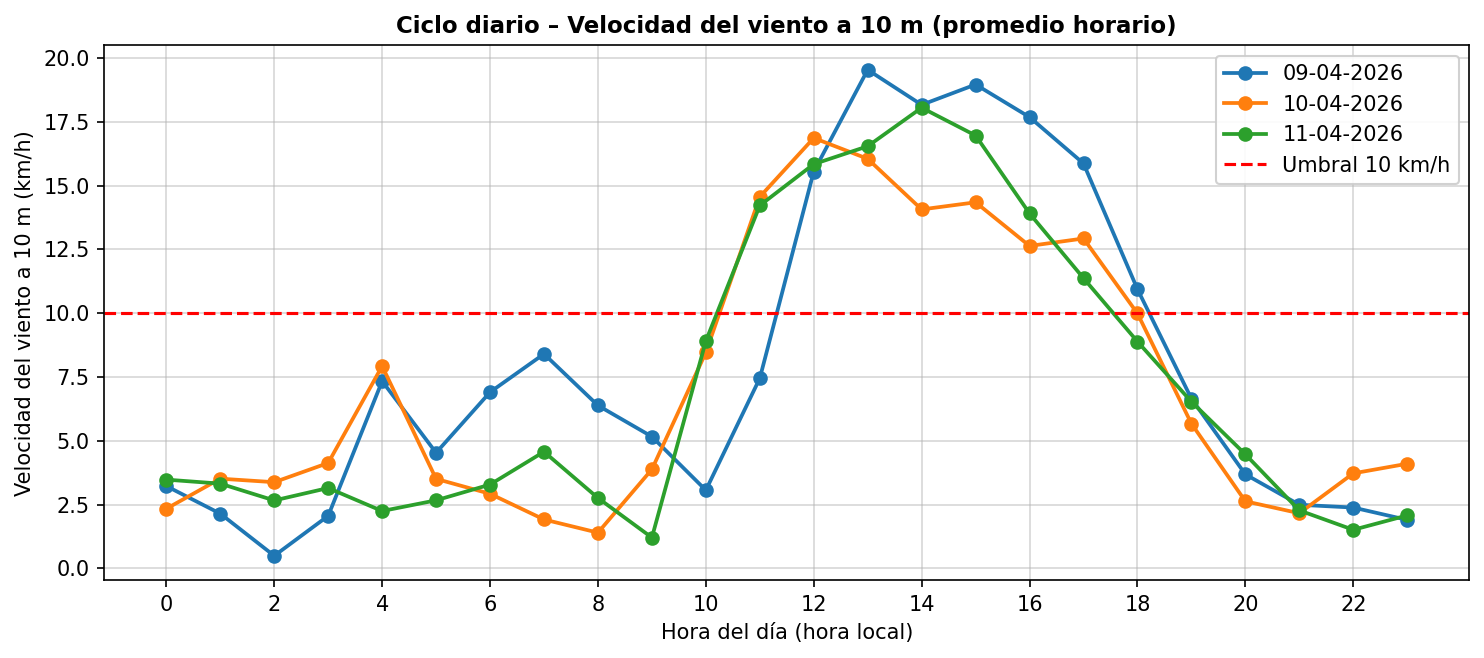 Ciclo diario – Velocidad del viento a 10 m (promedio horario)
Velocidad del viento a 10 m (km/h)
20.0
17.5
15.0
12.5
10.0
7.5
5.0
2.5
0.0
09-04-2026
10-04-2026
11-04-2026
Umbral 10 km/h
0 2 4 6 8 10 12 14 16 18 20 22
Hora del día (hora local)